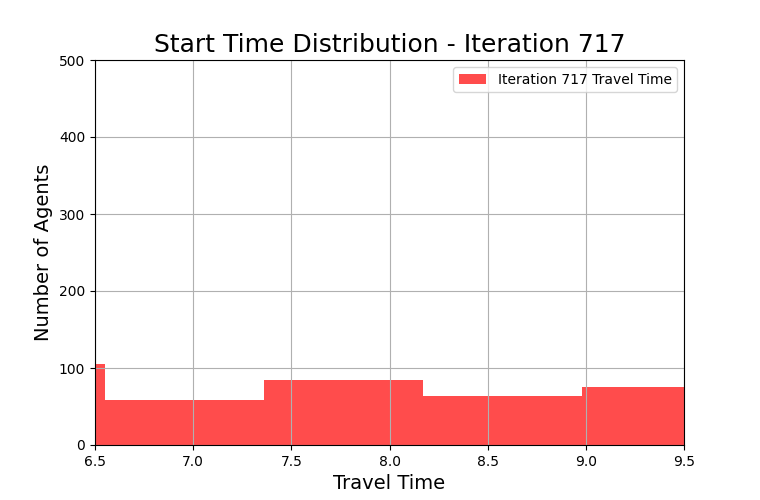 Start Time Distribution - Iteration 717
Iteration 717 Travel Time
Number of Agents
500
400
300
200
100
0
6.5 7.0 7.5 8.0 8.5 9.0 9.5
Travel Time